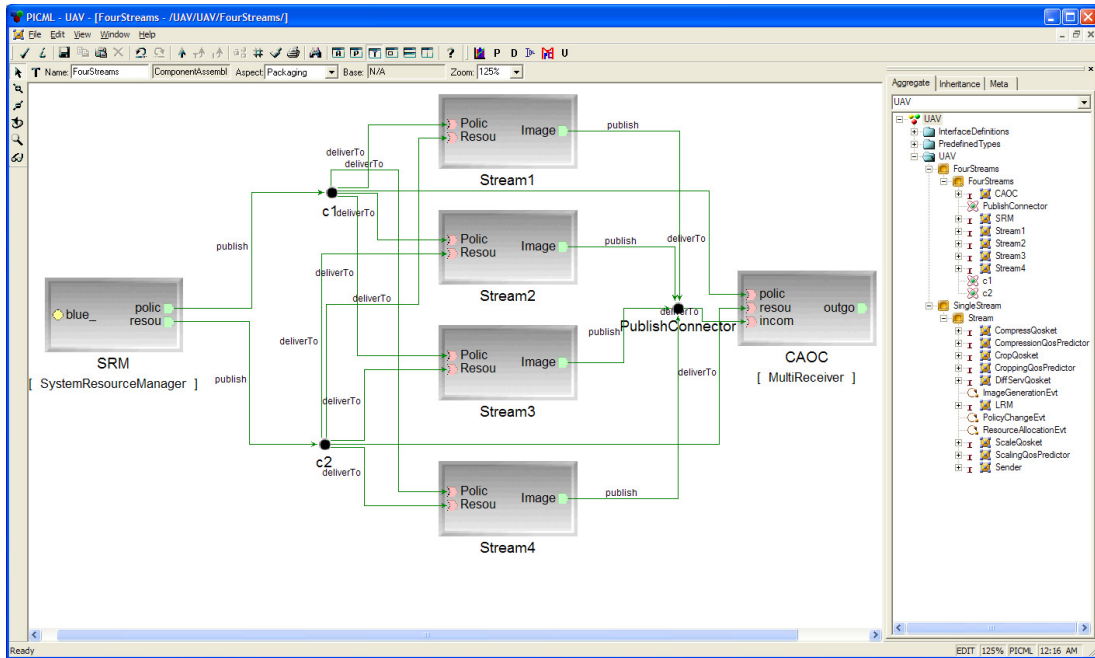 PICML - UAV - [FourStreams - /UAV/UAV/FourStreams/]
File Edit View Window Help
Name: FourStreams ComponentAssembl Aspect: Packaging Base: N/A Zoom: 125%
Aggregate Inheritance Meta
UAV
UAV
InterfaceDefinitions
PredefinedTypes
UAV
FourStreams
FourStreams
CAOC
PublishConnector
SRM
Stream1
Stream2
Stream3
Stream4
c1
c2
SingleStream
Stream
CompressQosket
CompressionQosPredictor
CropQosket
CroppingQosPredictor
DiffServQosket
ImageGenerationEvt
LRM
PolicyChangeEvt
ResourceAllocationEvt
ScaleQosket
ScalingQosPredictor
Sender
Polic
Resou
Image
publish
Stream1
deliverTo
deliverTo
c1
deliverTo
publish
Polic
Resou
Image
publish
deliverTo
Stream2
deliverTo
blue_
polic
resou
SRM
[ SystemResourceManager ]
polic
resou
incom
outgo
CAOC
[ MultiReceiver ]
deliverTo
PublishConnector
publish
deliverTo
deliverTo
Polic
Resou
Image
Stream3
publish
deliverTo
deliverTo
c2
deliverTo
Polic
Resou
Image
publish
Stream4
Ready
EDIT 125% PICML 12:16 AM